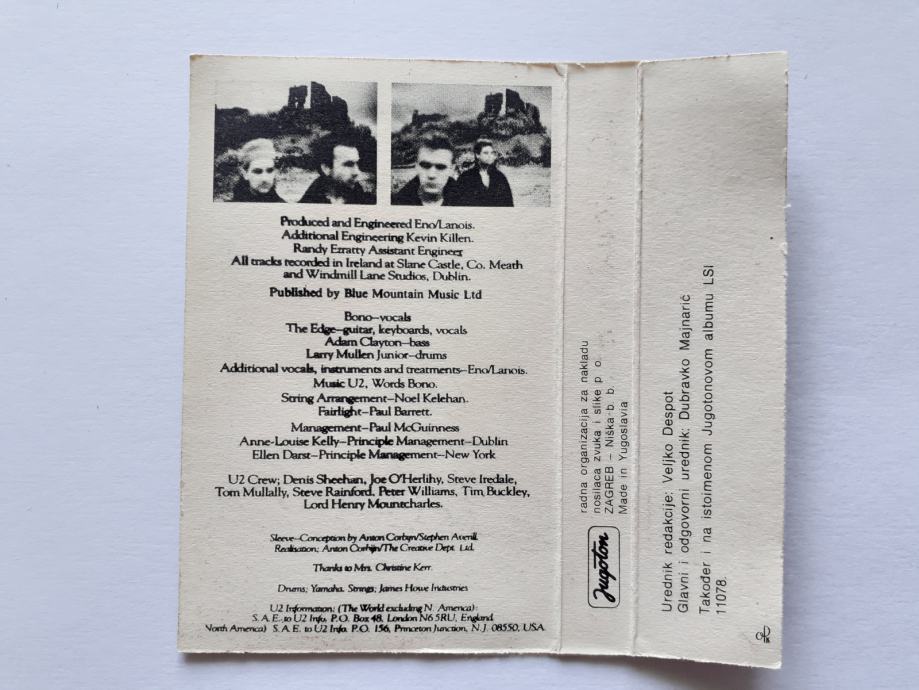 Produced and Engineered Eno/Lanois.
Additional Engineering Kevin Killen.
Randy Ezratty Assistant Engineer
All tracks recorded in Ireland at Slane Castle, Co. Meath
and Windmill Lane Studios, Dublin.
Published by Blue Mountain Music Ltd
Bono–vocals
The Edge–guitar, keyboards, vocals
Adam Clayton–bass
Larry Mullen Junior–drums
Additional vocals, instruments and treatments–Eno/Lanois.
Music U2, Words Bono.
String Arrangement–Noel Kelehan.
Fairlight–Paul Barrett.
Management–Paul McGuinness
Anne-Louise Kelly–Principle Management–Dublin
Ellen Darst–Principle Management–New York
U2 Crew; Denis Sheehan, Joe O'Herlihy, Steve Iredale,
Tom Mullally, Steve Rainford, Peter Williams, Tim Buckley,
Lord Henry Mountcharles.
Sleeve–Conception by Anton Corbijn/Stephen Averill.
Realisation; Anton Corbijn/The Creative Dept. Ltd.
Thanks to Mrs. Christine Kerr.
Drums; Yamaha. Strings; James Howe Industries
U2 Information: (The World excluding N. America):
S. A. E. to U2 Info. P.O. Box 48, London N6 5RU, England
North America) S. A. E. to U2 Info. P.O. 156, Princeton Junction, N.J. 08550, USA.
radna organizacija za nakladu
nosilaca zvuka i slike p o
ZAGREB – Niška b. b.
Made in Yugoslavia
Jugoton
Urednik redakcije: Veljko Despot
Glavni i odgovorni urednik: Dubravko Majnarić
Također i na istoimenom Jugotonovom albumu LSI
11078.